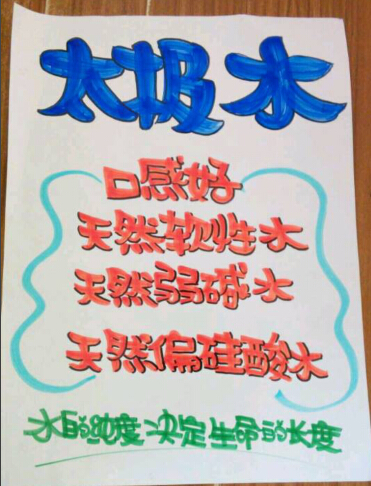 太极水
口感好
天然软性水
天然弱碱水
天然偏硅酸水
水的纯度决定生命的长度